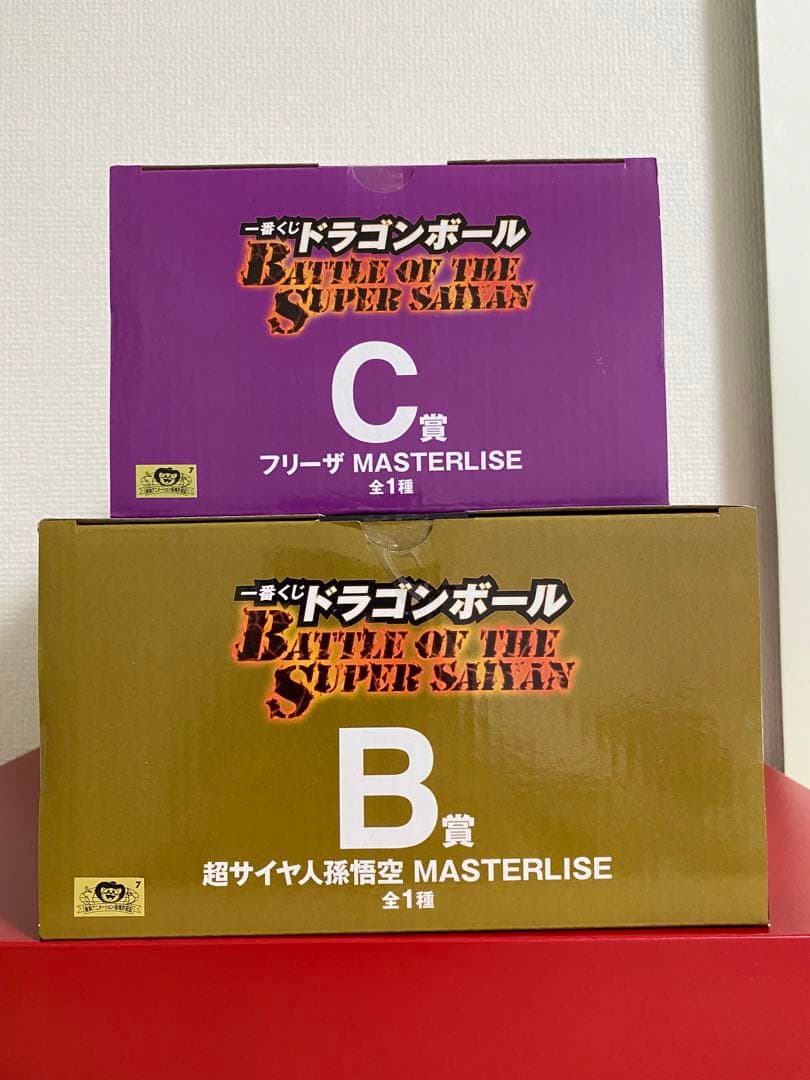 一番くじ ドラゴンボール
BATTLE OF THE
SUPER SAIYAN
C賞
フリーザ MASTERLISE
全1種
7
一番くじ ドラゴンボール
BATTLE OF THE
SUPER SAIYAN
B賞
超サイヤ人孫悟空 MASTERLISE
全1種
7